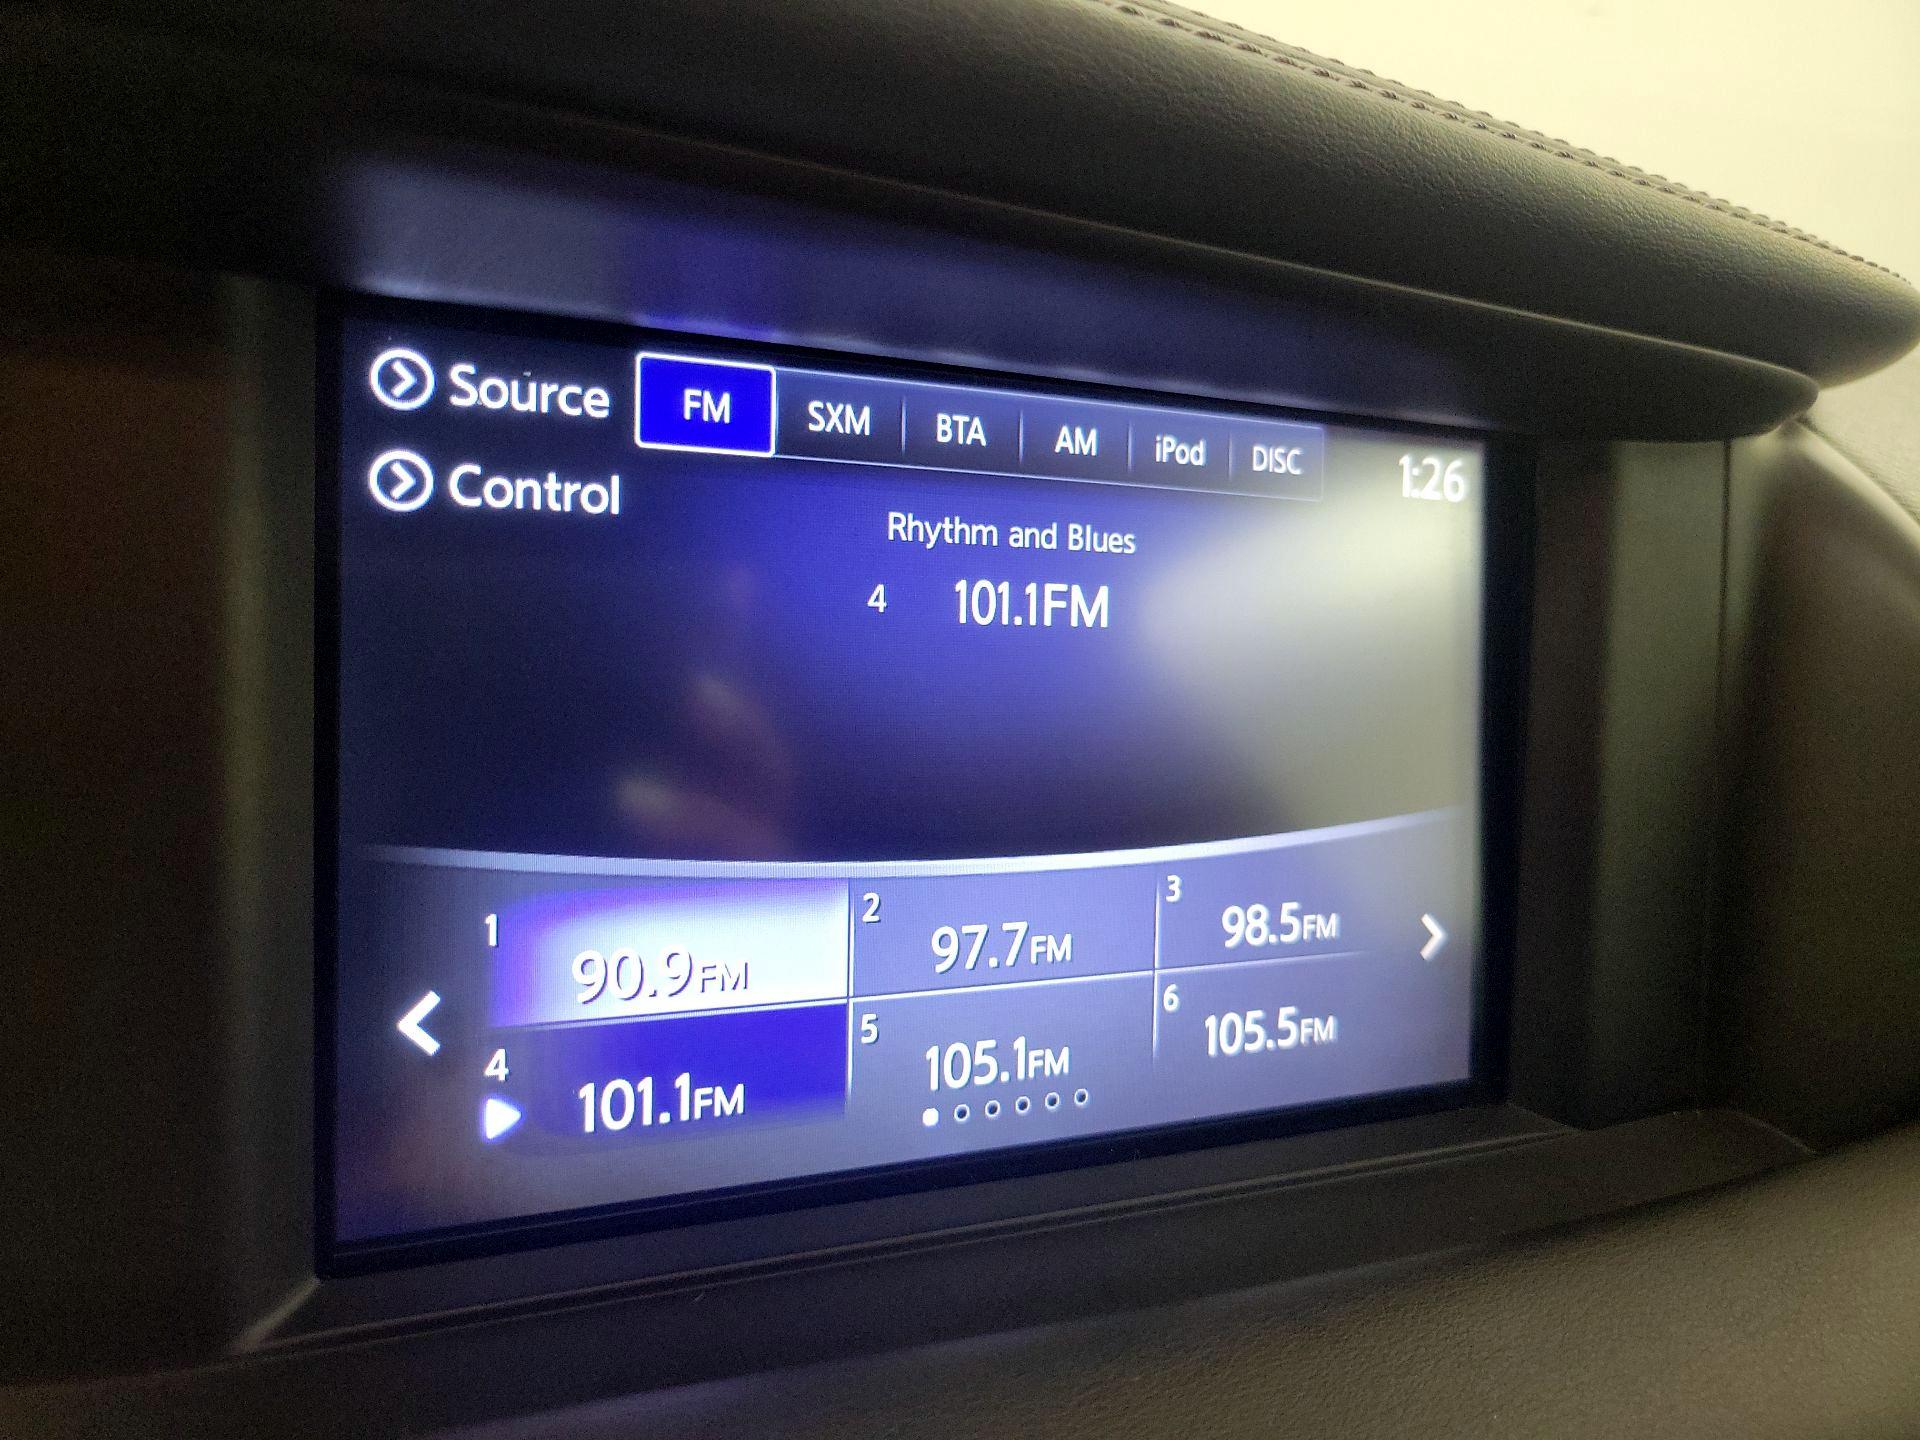 Source
FM SXM BTA AM iPod DISC
1:26
Control
Rhythm and Blues
4 101.1FM
1 90.9FM
2 97.7FM
3 98.5FM
4 101.1FM
5 105.1FM
6 105.5FM